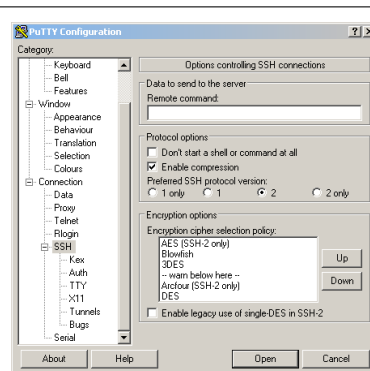 PuTTY Configuration
Category:
Keyboard
Bell
Features
Window
Appearance
Behaviour
Translation
Selection
Colours
Connection
Data
Proxy
Telnet
Rlogin
SSH
Kex
Auth
TTY
X11
Tunnels
Bugs
Serial
Options controlling SSH connections
Data to send to the server
Remote command:
Protocol options
Don't start a shell or command at all
Enable compression
Preferred SSH protocol version:
1 only 1 2 2 only
Encryption options
Encryption cipher selection policy:
AES (SSH-2 only)
Blowfish
3DES
-- warn below here --
Arcfour (SSH-2 only)
DES
Up
Down
Enable legacy use of single-DES in SSH-2
About Help Open Cancel